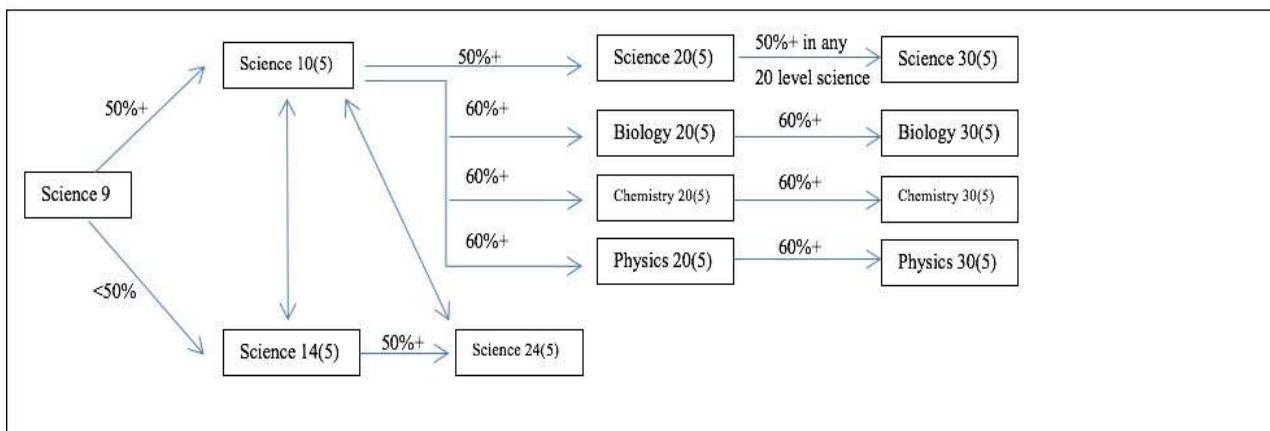 Science 10(5)
50%+
Science 20(5)
50%+ in any
20 level science
Science 30(5)
50%+
60%+
Biology 20(5)
60%+
Biology 30(5)
Science 9
60%+
Chemistry 20(5)
60%+
Chemistry 30(5)
60%+
Physics 20(5)
60%+
Physics 30(5)
<50%
Science 14(5)
50%+
Science 24(5)